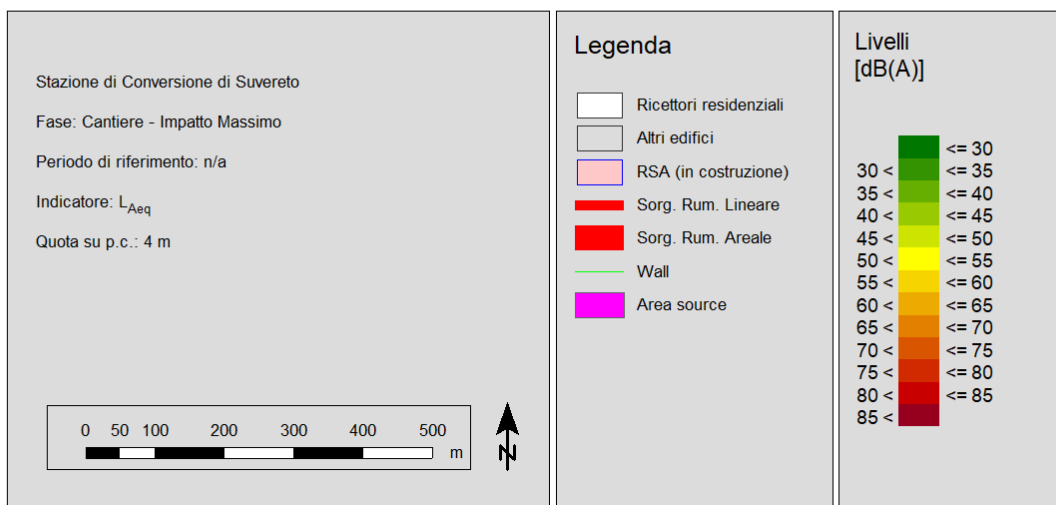 Stazione di Conversione di Suvereto
Fase: Cantiere - Impatto Massimo
Periodo di riferimento: n/a
Indicatore: LAeq
Quota su p.c.: 4 m
0 50 100 200 300 400 500
m
N
Legenda
Ricettori residenziali
Altri edifici
RSA (in costruzione)
Sorg. Rum. Lineare
Sorg. Rum. Areale
Wall
Area source
Livelli
[dB(A)]
<= 30
30 < <= 35
35 < <= 40
40 < <= 45
45 < <= 50
50 < <= 55
55 < <= 60
60 < <= 65
65 < <= 70
70 < <= 75
75 < <= 80
80 < <= 85
85 <